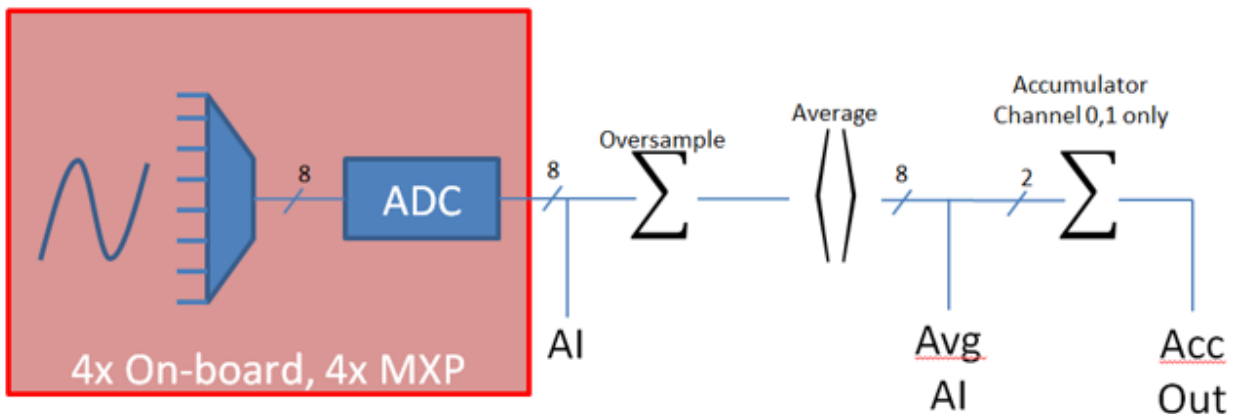 Accumulator
Channel 0,1 only
Average
Oversample
∑
∑
8
ADC
8
8
2
4x On-board, 4x MXP
AI
Avg
AI
Acc
Out